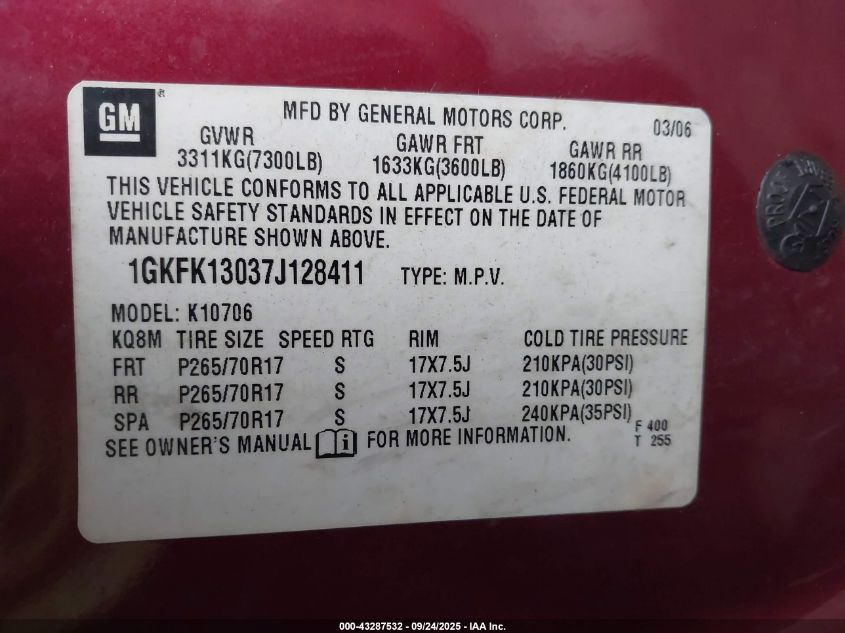 GM ®
MFD BY GENERAL MOTORS CORP. 03/06
GVWR GAWR FRT GAWR RR
3311KG(7300LB) 1633KG(3600LB) 1860KG(4100LB)
THIS VEHICLE CONFORMS TO ALL APPLICABLE U.S. FEDERAL MOTOR
VEHICLE SAFETY STANDARDS IN EFFECT ON THE DATE OF
MANUFACTURE SHOWN ABOVE.
1GKFK13037J128411 TYPE: M.P.V.
MODEL: K10706
KQ8M TIRE SIZE SPEED RTG RIM COLD TIRE PRESSURE
FRT P265/70R17 S 17X7.5J 210KPA(30PSI)
RR P265/70R17 S 17X7.5J 210KPA(30PSI)
SPA P265/70R17 S 17X7.5J 240KPA(35PSI)
SEE OWNER'S MANUAL i FOR MORE INFORMATION.
F 400
T 255
000-43287532 - 09/24/2025 - IAA Inc.